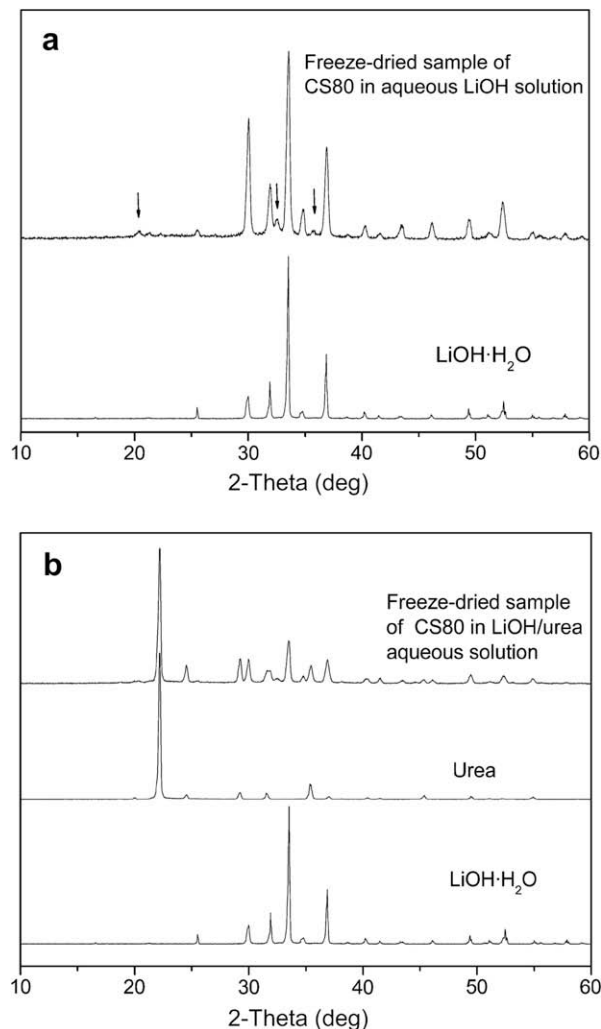 a
Freeze-dried sample of
CS80 in aqueous LiOH solution
LiOH·H₂O
10 20 30 40 50 60
2-Theta (deg)
b
Freeze-dried sample
of CS80 in LiOH/urea
aqueous solution
Urea
LiOH·H₂O
10 20 30 40 50 60
2-Theta (deg)